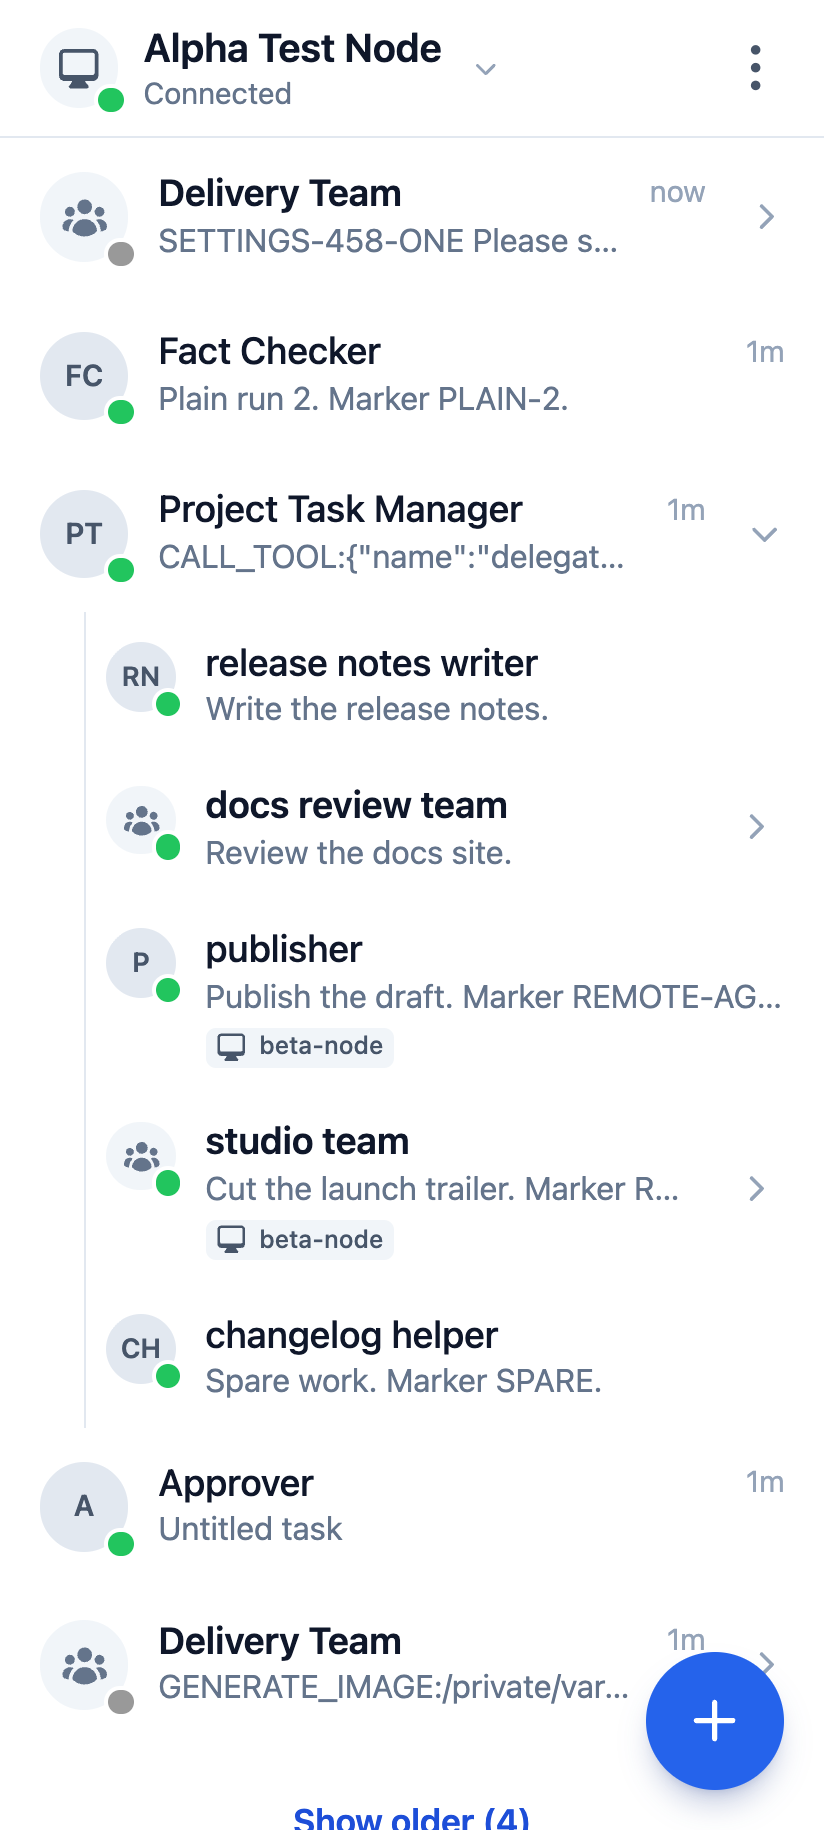 Alpha Test Node
Connected
Delivery Team
now
SETTINGS-458-ONE Please s...
FC
Fact Checker
1m
Plain run 2. Marker PLAIN-2.
PT
Project Task Manager
1m
CALL_TOOL:{"name":"delegat...
RN
release notes writer
Write the release notes.
docs review team
Review the docs site.
P
publisher
Publish the draft. Marker REMOTE-AG...
beta-node
studio team
Cut the launch trailer. Marker R...
beta-node
CH
changelog helper
Spare work. Marker SPARE.
A
Approver
1m
Untitled task
Delivery Team
1m
GENERATE_IMAGE:/private/var...
Show older (4)